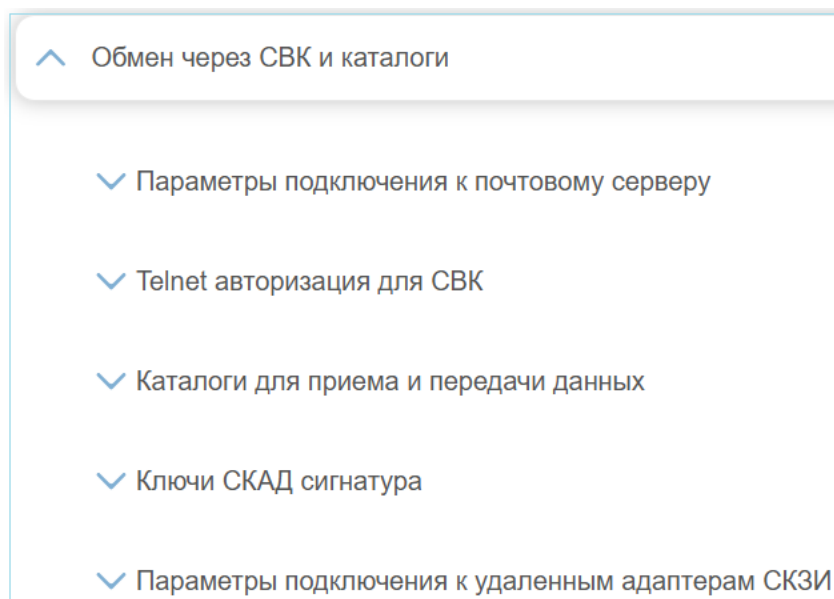 Обмен через СВК и каталоги
Параметры подключения к почтовому серверу
Telnet авторизация для СВК
Каталоги для приема и передачи данных
Ключи СКАД сигнатура
Параметры подключения к удаленным адаптерам СКЗИ